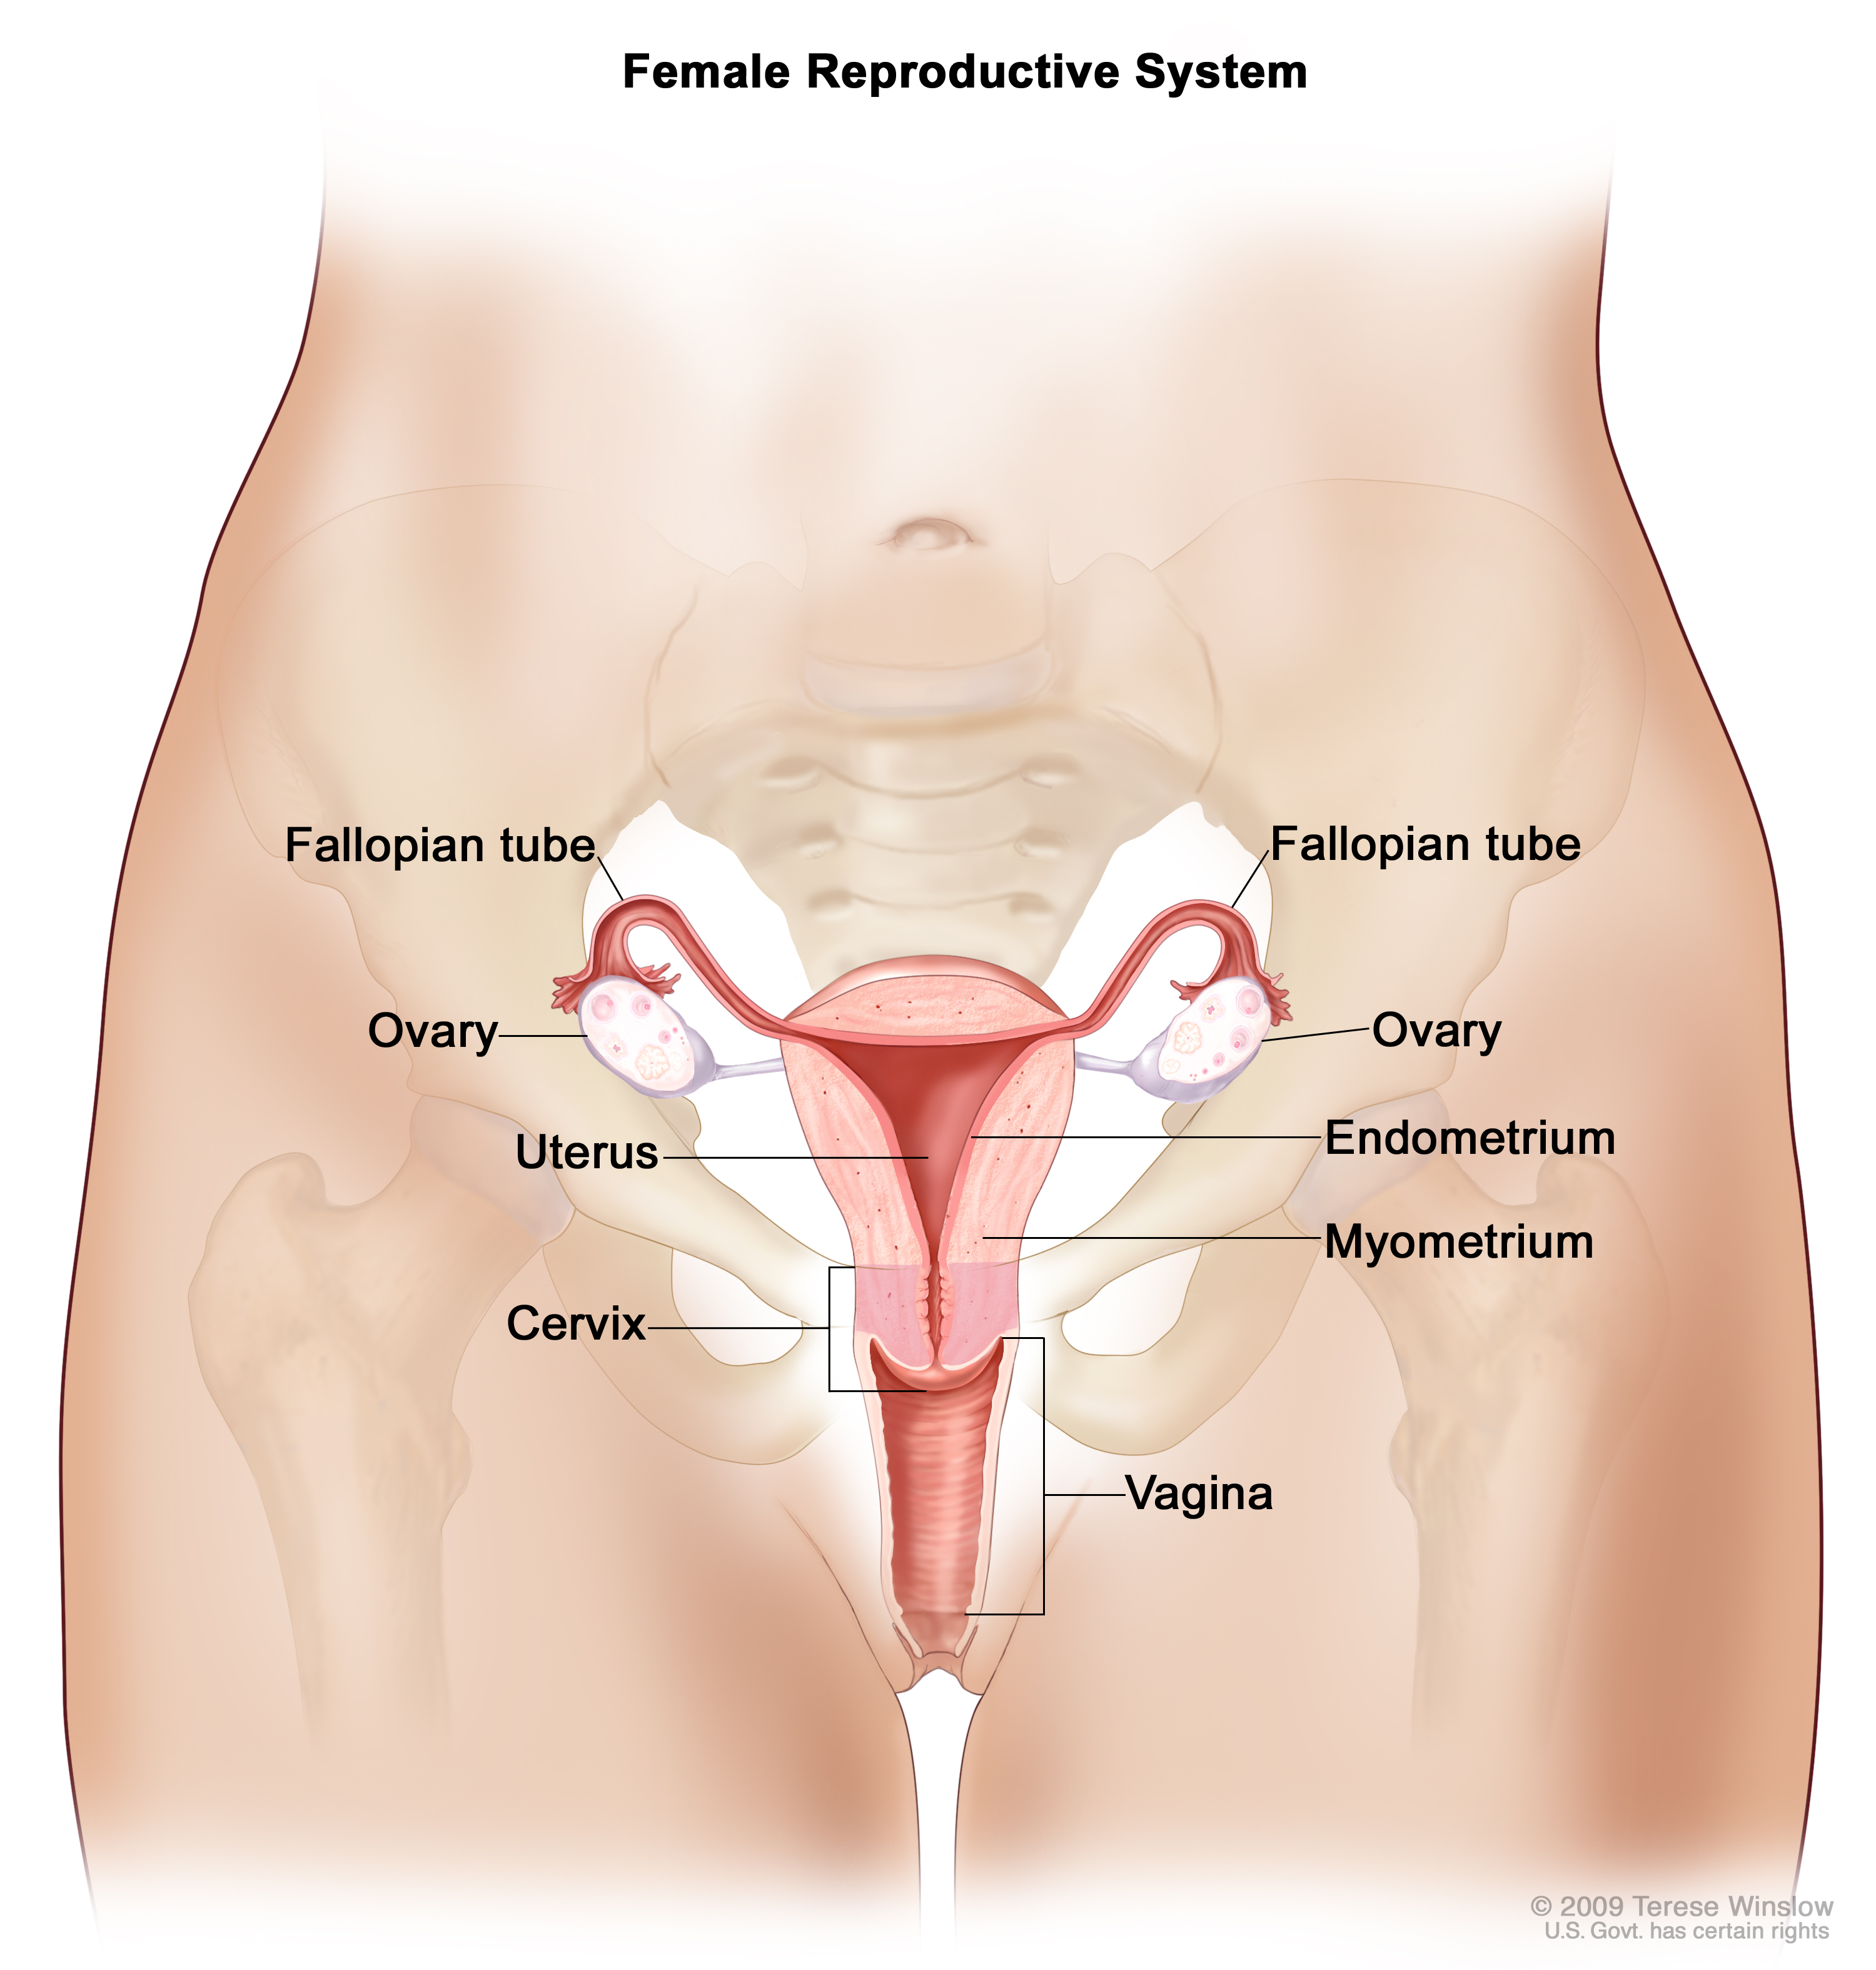 Female Reproductive System
Fallopian tube
Fallopian tube
Ovary
Ovary
Uterus
Endometrium
Myometrium
Cervix
Vagina
© 2009 Terese Winslow
U.S. Govt. has certain rights